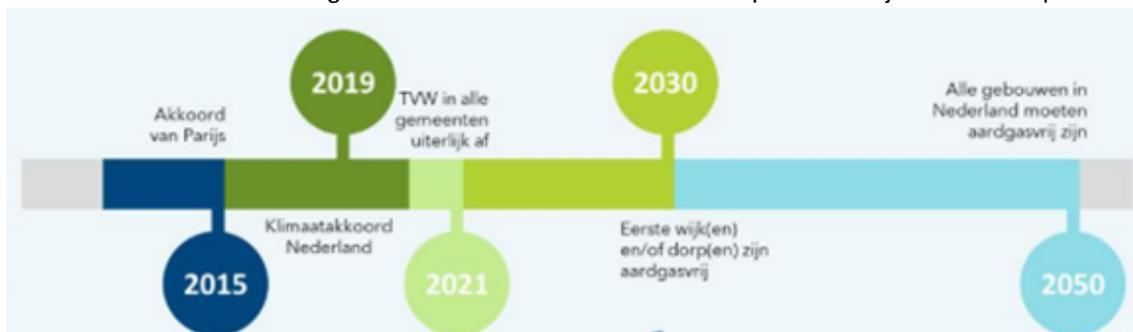 2019
2030
Akkoord
van Parijs
TVW in alle
gemeenten
uiterlijk af
Alle gebouwen in
Nederland moeten
aardgasvrij zijn
Klimaatakkoord
Nederland
Eerste wijk(en)
en/of dorp(en) zijn
aardgasvrij
2015
2021
2050